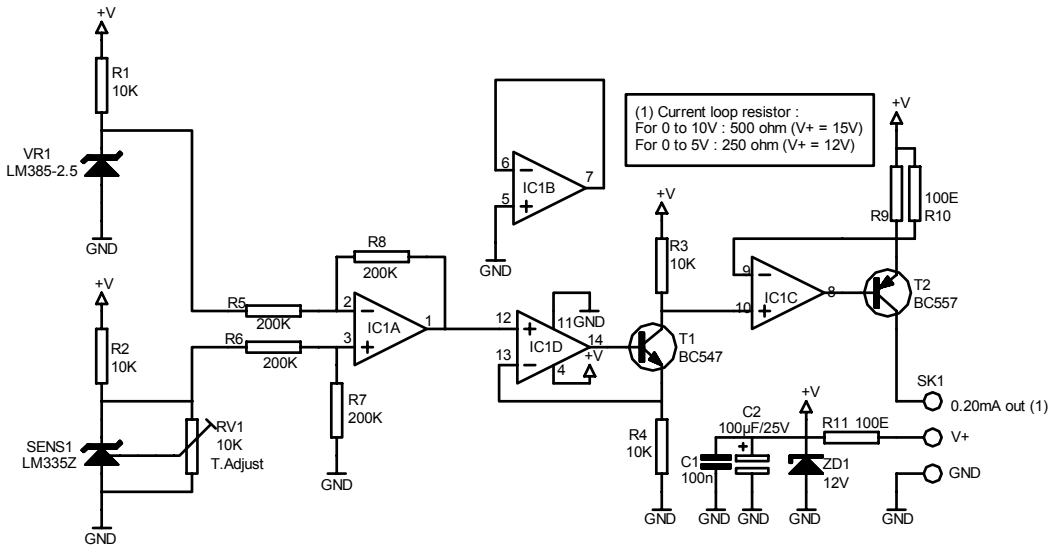 +V
R1
10K
VR1
LM385-2.5
GND
+V
R2
10K
SENS1
LM335Z
GND
RV1
10K
T.Adjust
R5
200K
R6
200K
R8
200K
2
3
1
IC1A
R7
200K
GND
6
5
7
IC1B
GND
12
13
14
11
4
IC1D
GND
+V
(1) Current loop resistor :
For 0 to 10V : 500 ohm (V+ = 15V)
For 0 to 5V : 250 ohm (V+ = 12V)
+V
R3
10K
T1
BC547
R4
10K
GND
9
10
8
IC1C
+V
100E
R9
R10
T2
BC557
SK1
0.20mA out (1)
V+
GND
GND
C2
100µF/25V
C1
100n
GND
GND
+V
R11 100E
ZD1
12V
GND